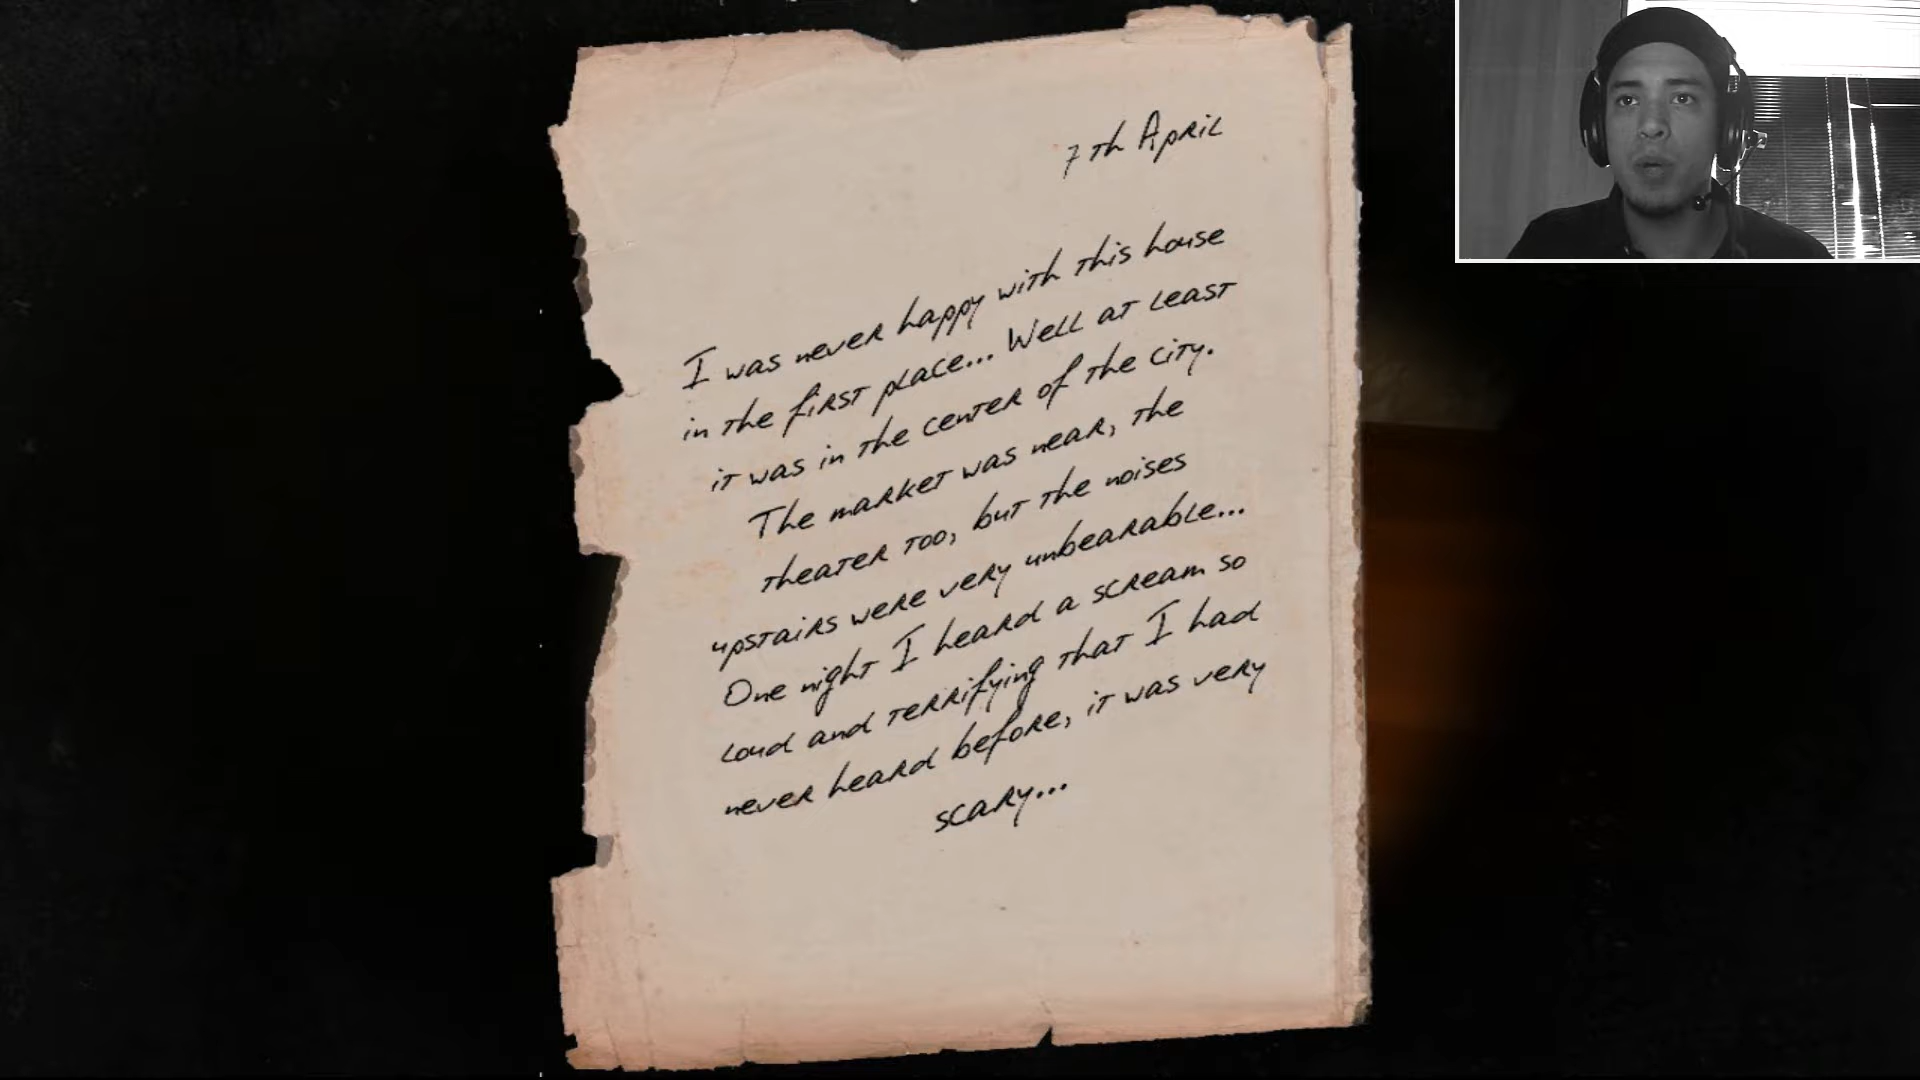 7th April
I was never happy with this house
in the first place... Well at least
it was in the center of the city.
The market was near, the
theater too, but the noises
upstairs were very unbearable...
One night I heard a scream so
loud and terrifying that I had
never heard before, it was very
scary...